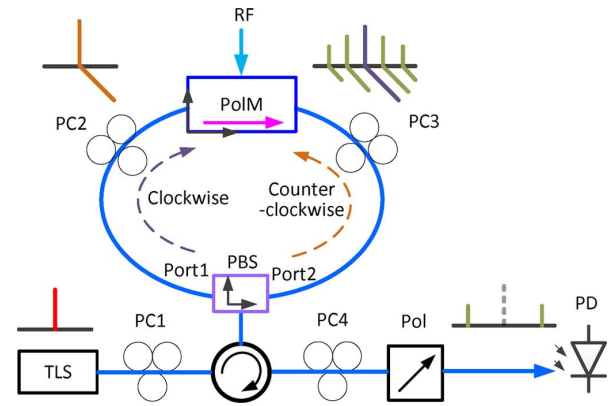 RF
PolM
PC2
PC3
Clockwise
Counter
-clockwise
Port1
PBS
Port2
PC1
PC4
Pol
PD
TLS